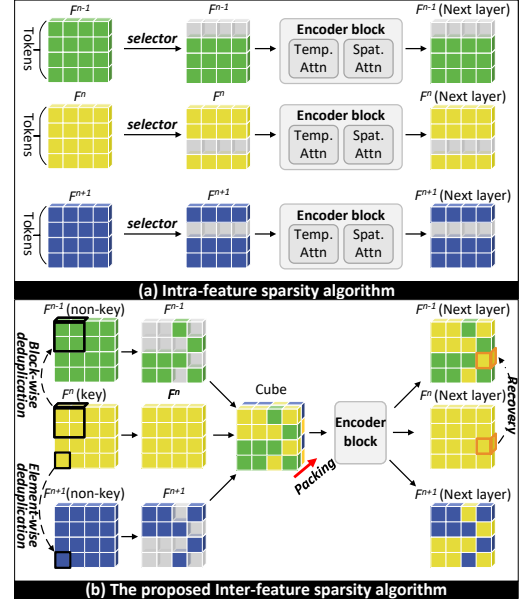 F^n-1
F^n-1
F^n-1 (Next layer)
Tokens
selector
Encoder block
Temp. Attn
Spat. Attn
F^n
F^n
F^n (Next layer)
Tokens
selector
Encoder block
Temp. Attn
Spat. Attn
F^n+1
F^n+1
F^n+1 (Next layer)
Tokens
selector
Encoder block
Temp. Attn
Spat. Attn
(a) Intra-feature sparsity algorithm
F^n-1 (non-key)
F^n-1
F^n-1 (Next layer)
Block-wise
deduplication
F^n (key)
F^n
Cube
Encoder
block
Packing
F^n (Next layer)
Recovery
Element-wise
deduplication
F^n+1 (non-key)
F^n+1
F^n+1 (Next layer)
(b) The proposed Inter-feature sparsity algorithm